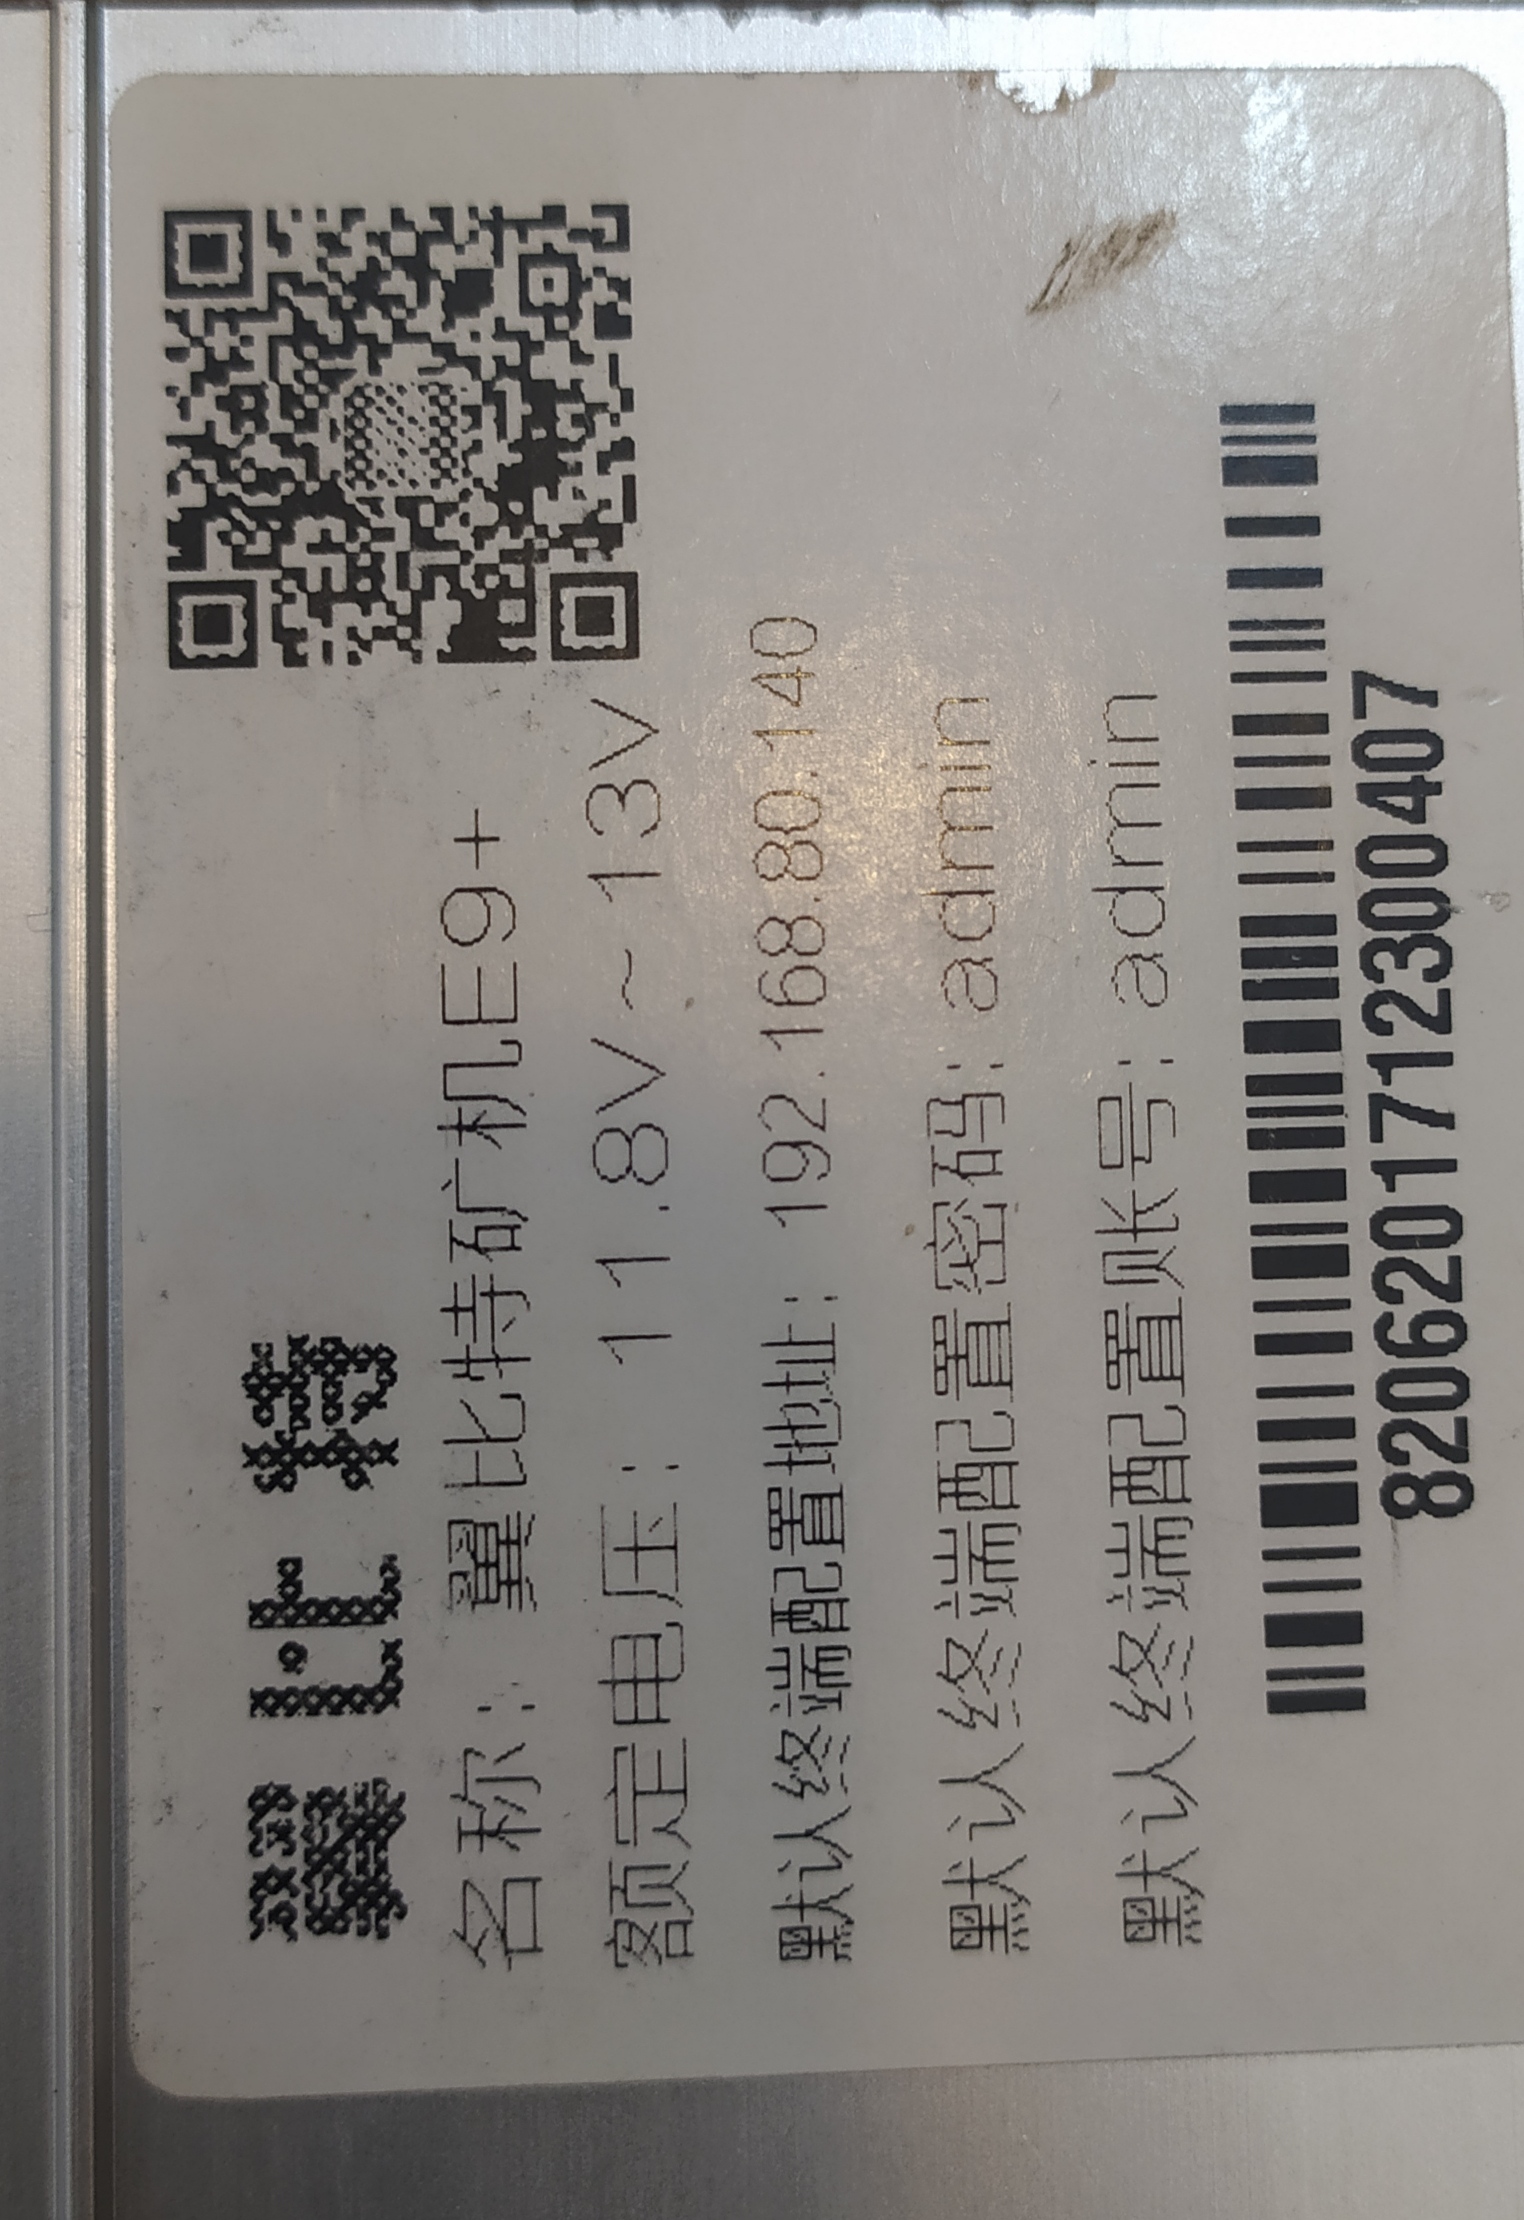 翼比特
名称：翼比特矿机E9+
额定电压：11.8V~13V
默认终端配置地址：192.168.80.140
默认终端配置密码：admin
默认终端配置账号：admin
8206201712300407